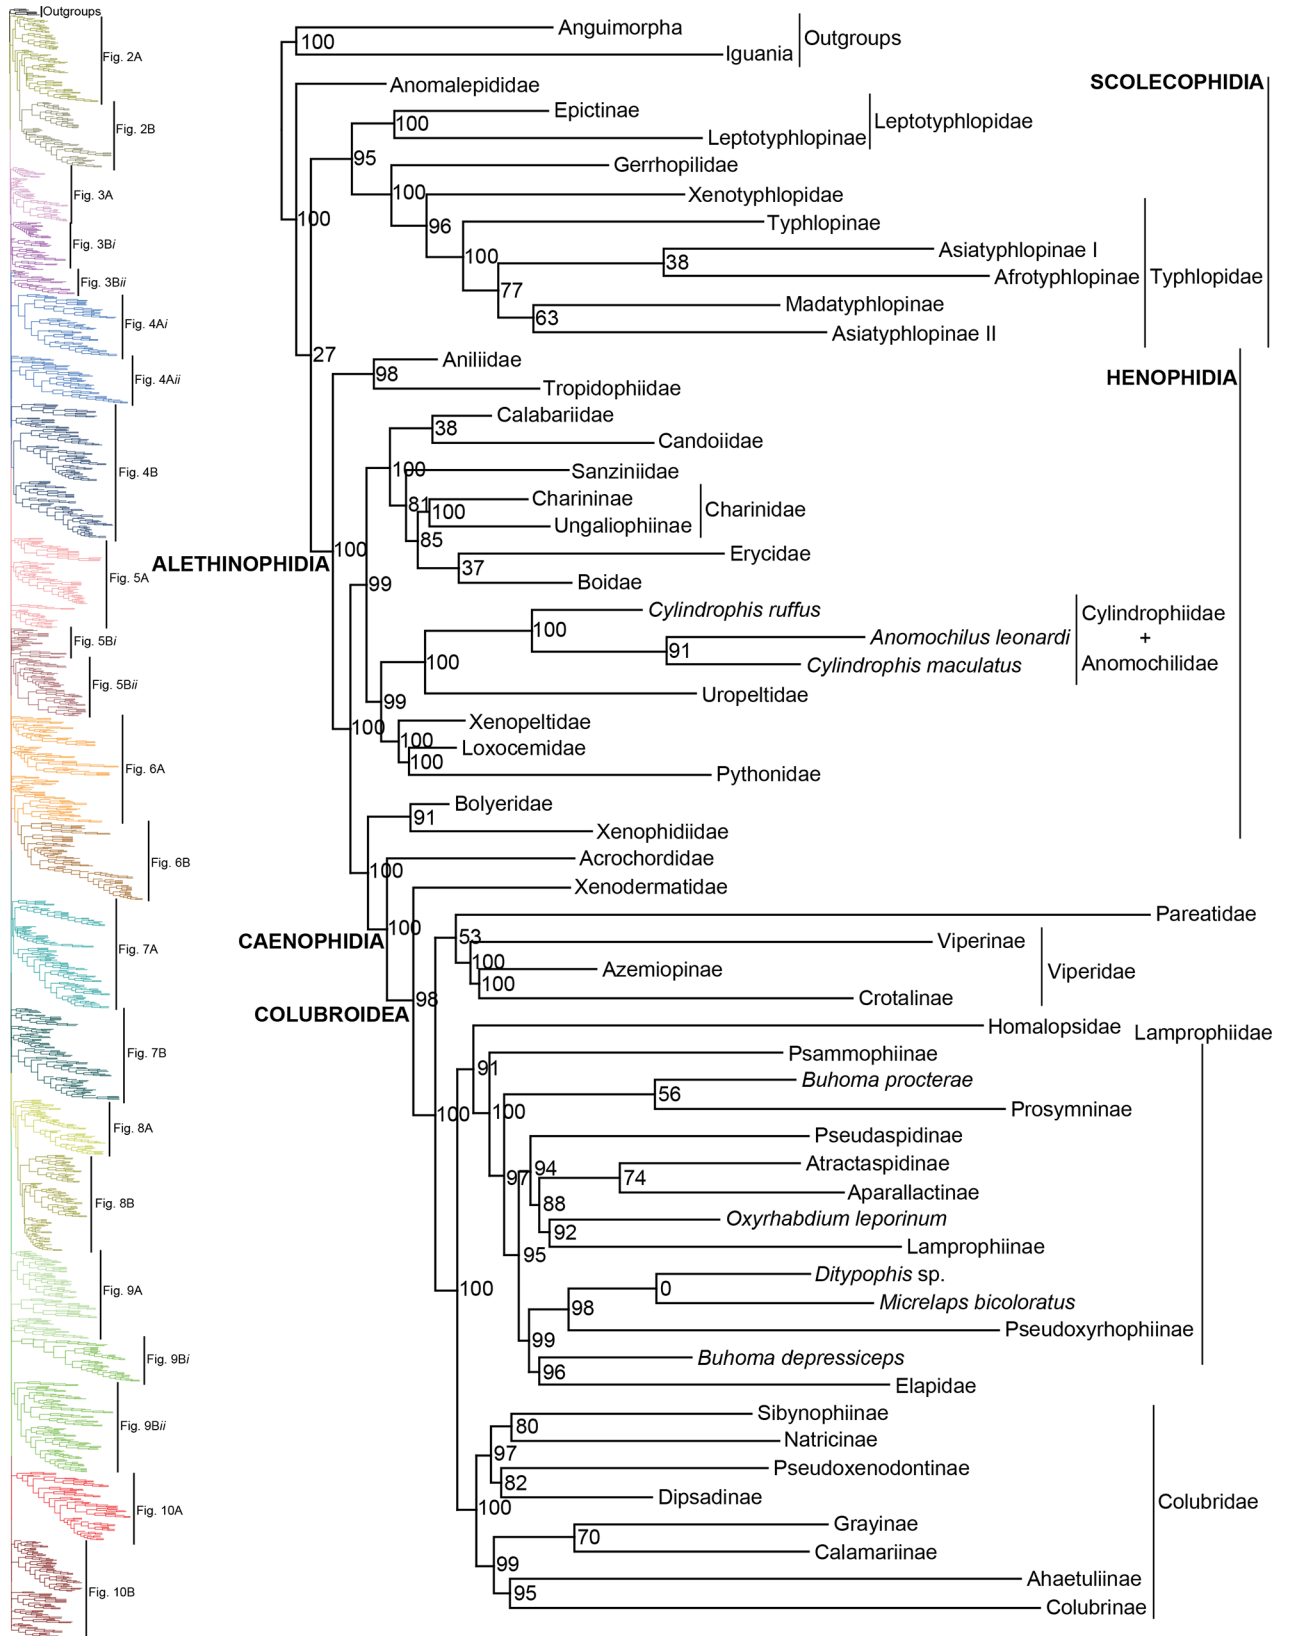 Outgroups
Fig. 2A
Fig. 2B
Fig. 3A
Fig. 3Bi
Fig. 3Bii
Fig. 4Ai
Fig. 4Aii
Fig. 4B
Fig. 5A
Fig. 5Bi
Fig. 5Bii
Fig. 6A
Fig. 6B
Fig. 7A
Fig. 7B
Fig. 8A
Fig. 8B
Fig. 9A
Fig. 9Bi
Fig. 9Bii
Fig. 10A
Fig. 10B
Anguimorpha
100
Outgroups
Iguania
Anomalepididae
SCOLECOPHIDIA
Epictinae
100
Leptotyphlopidae
Leptotyphlopinae
95
Gerrhopilidae
100
Xenotyphlopidae
100
96
Typhlopinae
100
Asiatyphlopinae I
38
Afrotyphlopinae
Typhlopidae
77
Madatyphlopinae
63
Asiatyphlopinae II
27
Aniliidae
98
HENOPHIDIA
Tropidophiidae
Calabariidae
38
Candoiidae
100
Sanziniidae
Charininae
81
100
Charinidae
Ungaliophiinae
85
100
Erycidae
ALETHINOPHIDIA
37
99
Boidae
Cylindrophis ruffus
Cylindrophiidae
100
Anomochilus leonardi
+
91
100
Cylindrophis maculatus
Anomochilidae
Uropeltidae
99
Xenopeltidae
100
100
Loxocemidae
100
Pythonidae
Bolyeridae
91
Xenophidiidae
Acrochordidae
100
Xenodermatidae
Pareatidae
100
CAENOPHIDIA
53
Viperinae
100
Azemiopinae
Viperidae
100
Crotalinae
98
COLUBROIDEA
Homalopsidae
Lamprophiidae
Psammophiinae
91
Buhoma procterae
56
100
100
Prosymninae
Pseudaspidinae
Atractaspidinae
94
97
74
Aparallactinae
88
Oxyrhabdium leporinum
92
Lamprophiinae
95
Ditypophis sp.
100
0
Micrelaps bicoloratus
98
Pseudoxyrhophiinae
99
Buhoma depressiceps
96
Elapidae
Sibynophiinae
80
Natricinae
97
Pseudoxenodontinae
82
Dipsadinae
Colubridae
100
Grayinae
70
Calamariinae
99
Ahaetuliinae
95
Colubrinae